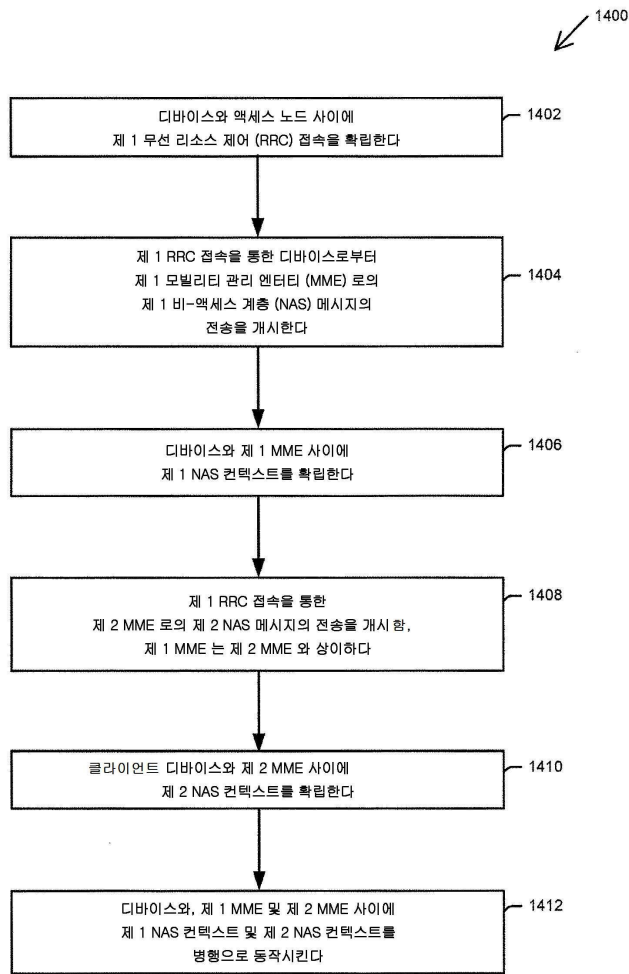 1400
디바이스와 액세스 노드 사이에
제 1 무선 리소스 제어 (RRC) 접속을 확립한다
1402
제 1 RRC 접속을 통한 디바이스로부터
제 1 모빌리티 관리 엔터티 (MME) 로의
제 1 비-액세스 계층 (NAS) 메시지의
전송을 개시한다
1404
디바이스와 제 1 MME 사이에
제 1 NAS 컨텍스트를 확립한다
1406
제 1 RRC 접속을 통한
제 2 MME 로의 제 2 NAS 메시지의 전송을 개시함,
제 1 MME 는 제 2 MME 와 상이하다
1408
클라이언트 디바이스와 제 2 MME 사이에
제 2 NAS 컨텍스트를 확립한다
1410
디바이스와, 제 1 MME 및 제 2 MME 사이에
제 1 NAS 컨텍스트 및 제 2 NAS 컨텍스트를
병행으로 동작시킨다
1412